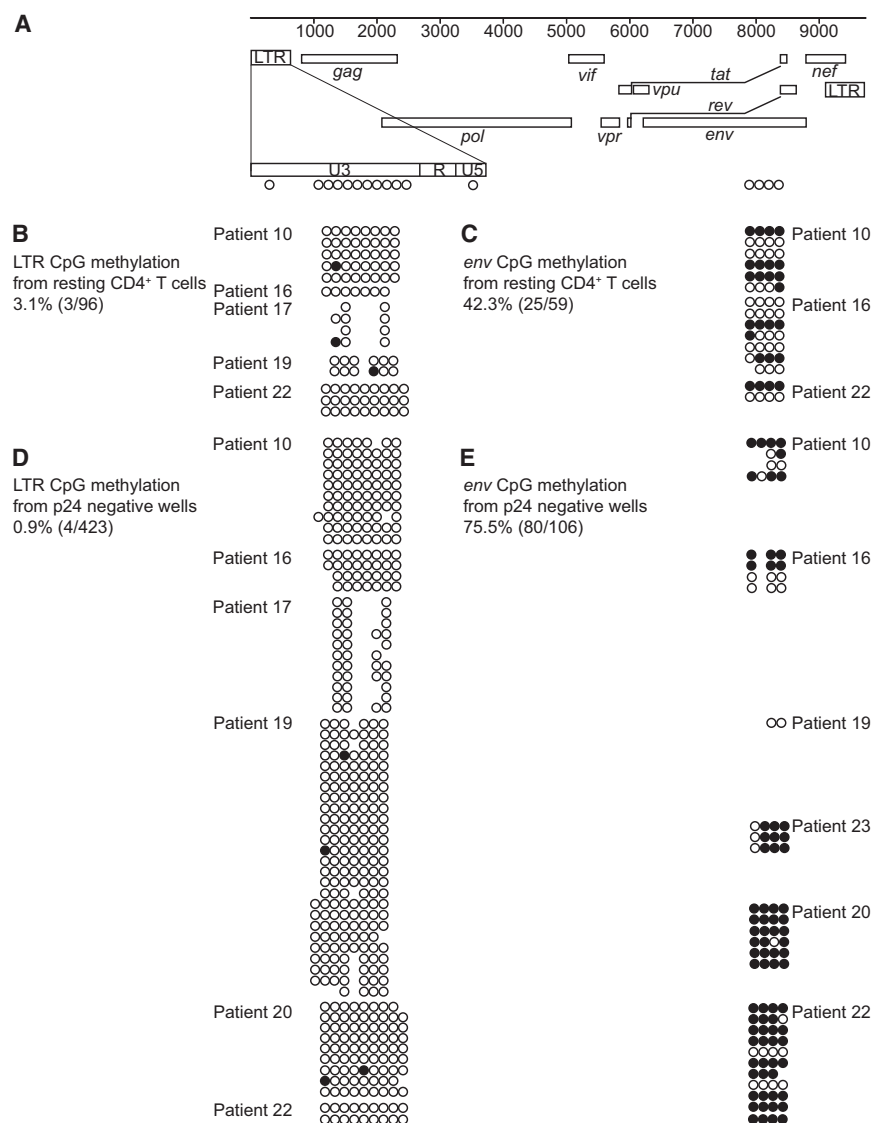 A
1000 2000 3000 4000 5000 6000 7000 8000 9000
LTR
gag
vif
tat
nef
vpu
LTR
rev
pol
vpr
env
U3 R U5
B
LTR CpG methylation
from resting CD4⁺ T cells
3.1% (3/96)
Patient 10
Patient 16
Patient 17
Patient 19
Patient 22
C
env CpG methylation
from resting CD4⁺ T cells
42.3% (25/59)
Patient 10
Patient 16
Patient 22
D
LTR CpG methylation
from p24 negative wells
0.9% (4/423)
Patient 10
Patient 16
Patient 17
Patient 19
Patient 20
Patient 22
E
env CpG methylation
from p24 negative wells
75.5% (80/106)
Patient 10
Patient 16
Patient 19
Patient 23
Patient 20
Patient 22